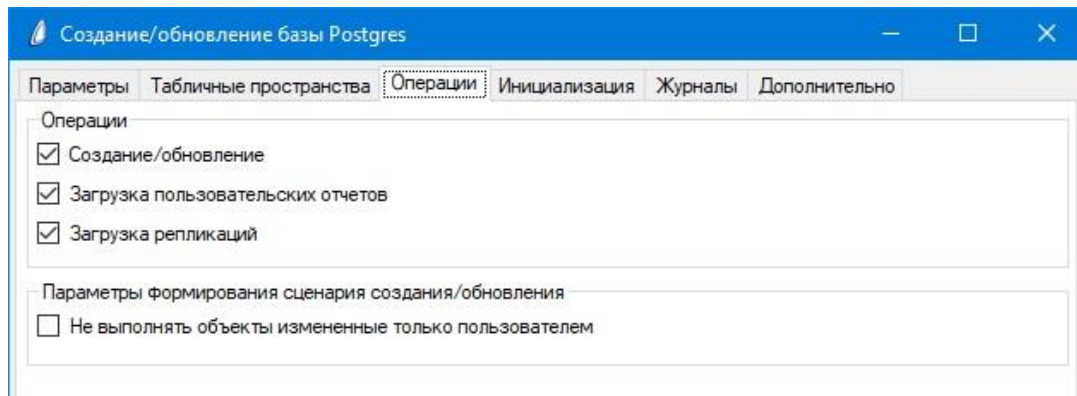 Создание/обновление базы Postgres
Параметры Табличные пространства Операции Инициализация Журналы Дополнительно
Операции
Создание/обновление
Загрузка пользовательских отчетов
Загрузка репликаций
Параметры формирования сценария создания/обновления
Не выполнять объекты измененные только пользователем